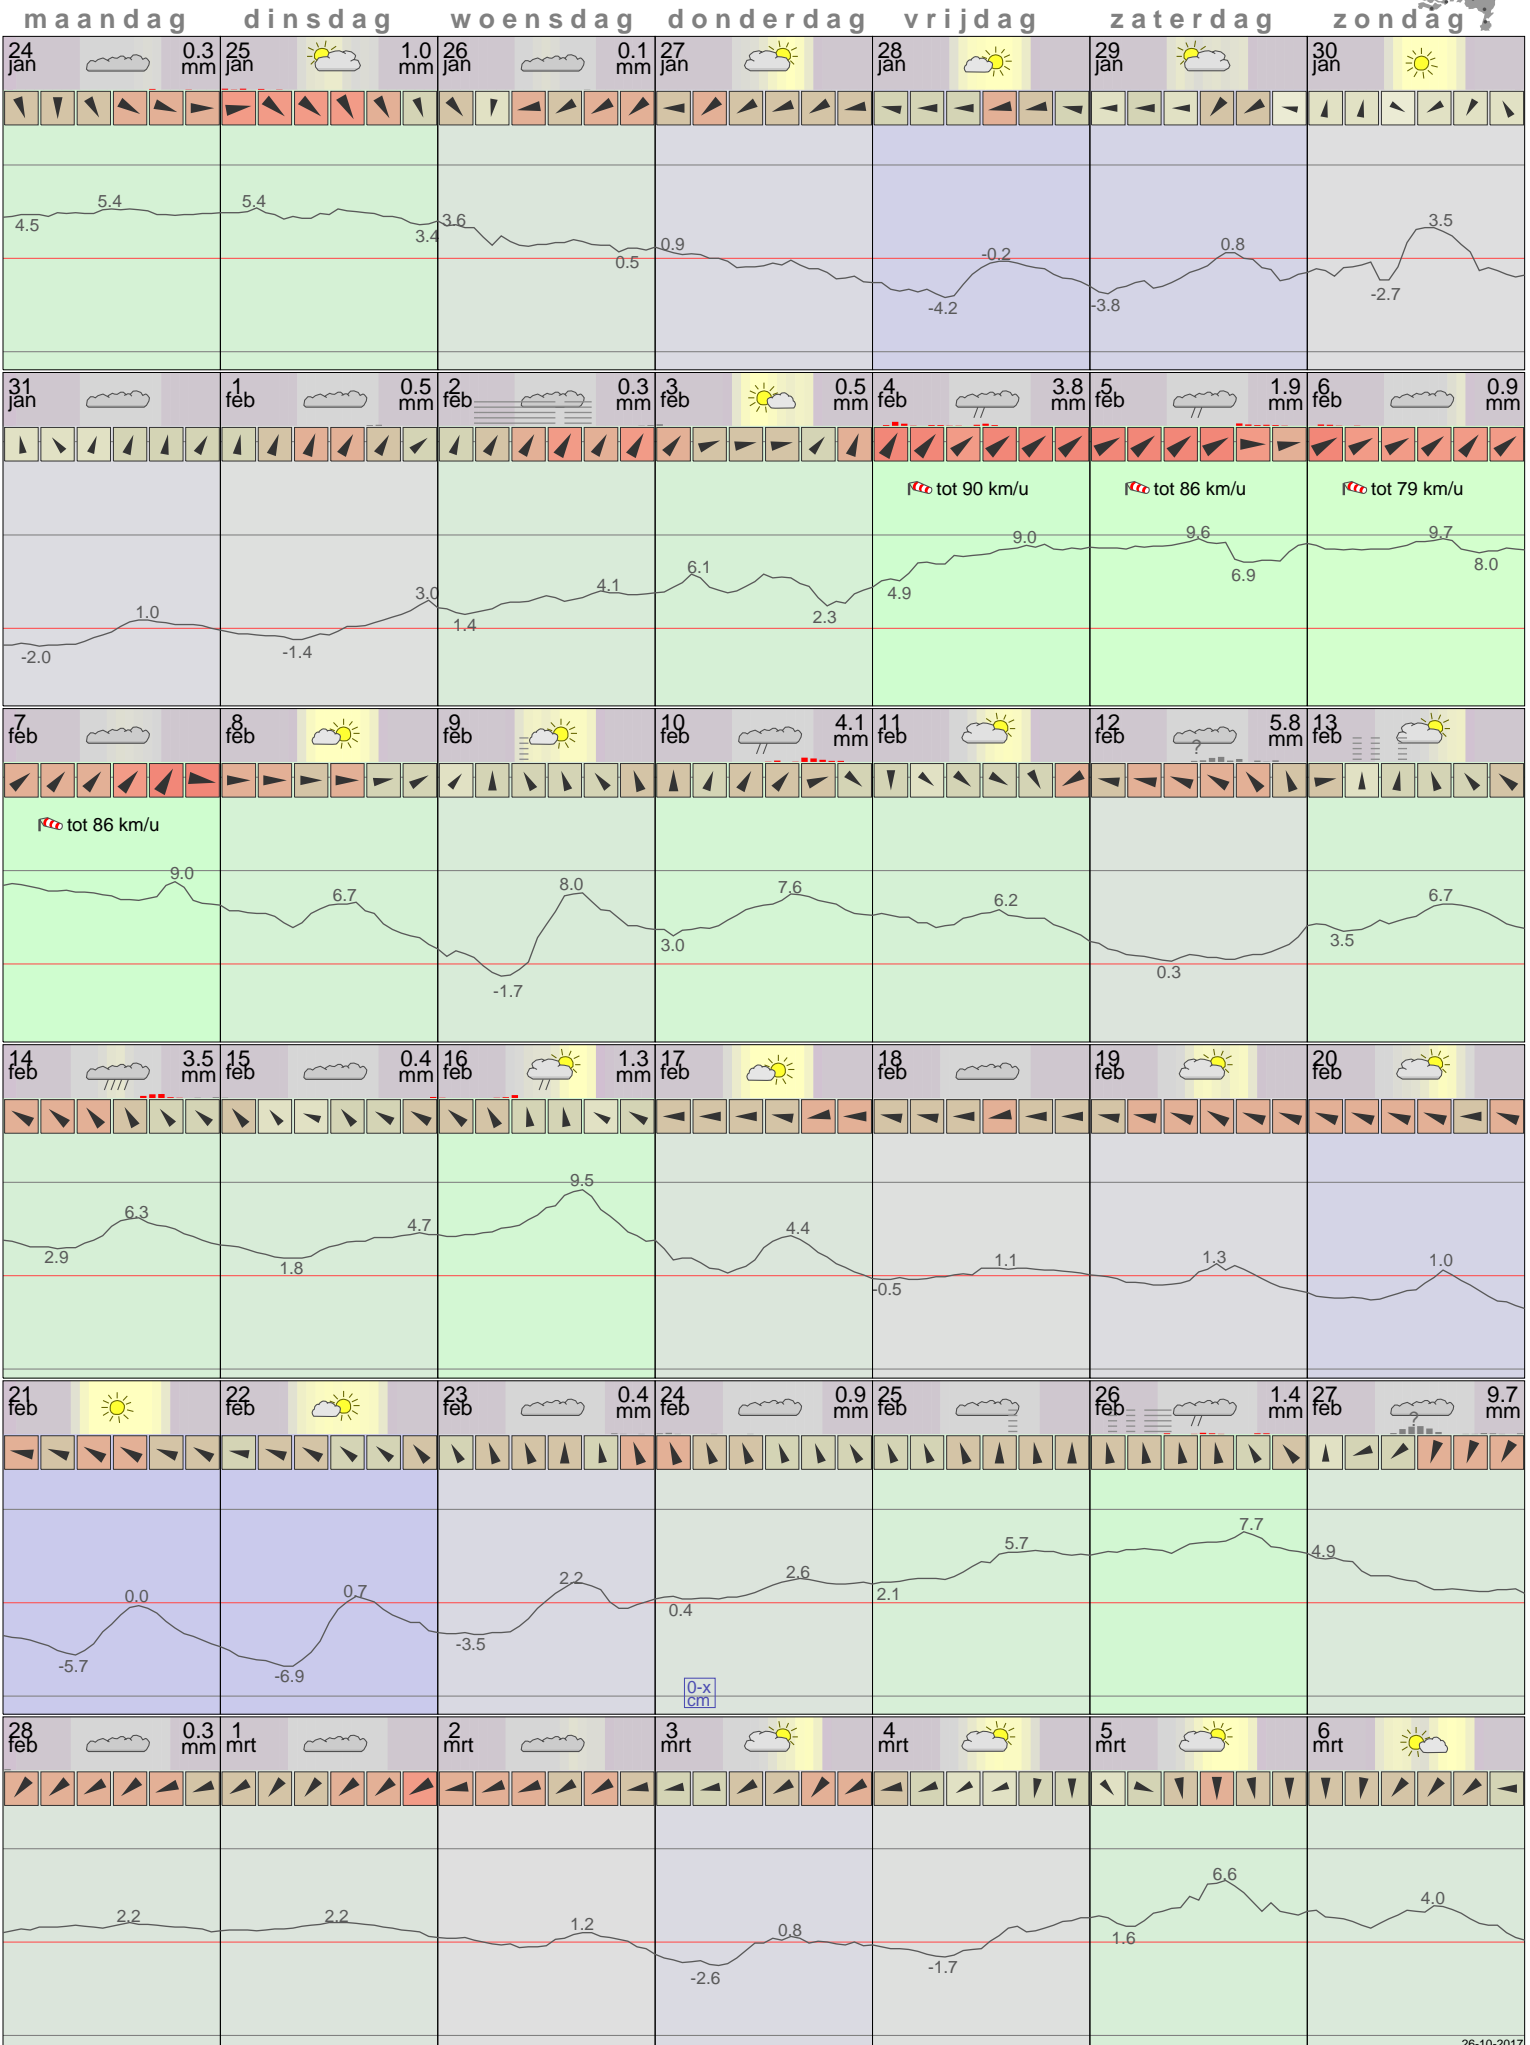 maandag dinsdag woensdag donderdag vrijdag zaterdag zondag
24 jan 0.3 mm 25 jan 1.0 mm 26 jan 0.1 mm 27 jan 28 jan 29 jan 30 jan
4.5 5.4 5.4 3.4 3.6 0.5 0.9 -4.2 -0.2 -3.8 0.8 -2.7 3.5
31 jan 1 feb 0.5 mm 2 feb 0.3 mm 3 feb 0.5 mm 4 feb 3.8 mm 5 feb 1.9 mm 6 feb 0.9 mm
tot 90 km/u tot 86 km/u tot 79 km/u
-2.0 1.0 -1.4 3.0 1.4 4.1 6.1 2.3 4.9 9.0 9.6 6.9 9.7 8.0
7 feb 8 feb 9 feb 10 feb 4.1 mm 11 feb 12 feb ? 5.8 mm 13 feb
tot 86 km/u
9.0 6.7 -1.7 8.0 3.0 7.6 6.2 0.3 3.5 6.7
14 feb 3.5 mm 15 feb 0.4 mm 16 feb 1.3 mm 17 feb 18 feb 19 feb 20 feb
2.9 6.3 1.8 4.7 9.5 4.4 -0.5 1.1 1.3 1.0
21 feb 22 feb 23 feb 0.4 mm 24 feb 0.9 mm 25 feb 26 feb 1.4 mm 27 feb ? 9.7 mm
-5.7 0.0 -6.9 0.7 -3.5 2.2 0.4 2.6 2.1 5.7 7.7 4.9
0-x
cm
28 feb 0.3 mm 1 mrt 2 mrt 3 mrt 4 mrt 5 mrt 6 mrt
2.2 2.2 1.2 -2.6 0.8 -1.7 1.6 6.6 4.0
26-10-2017